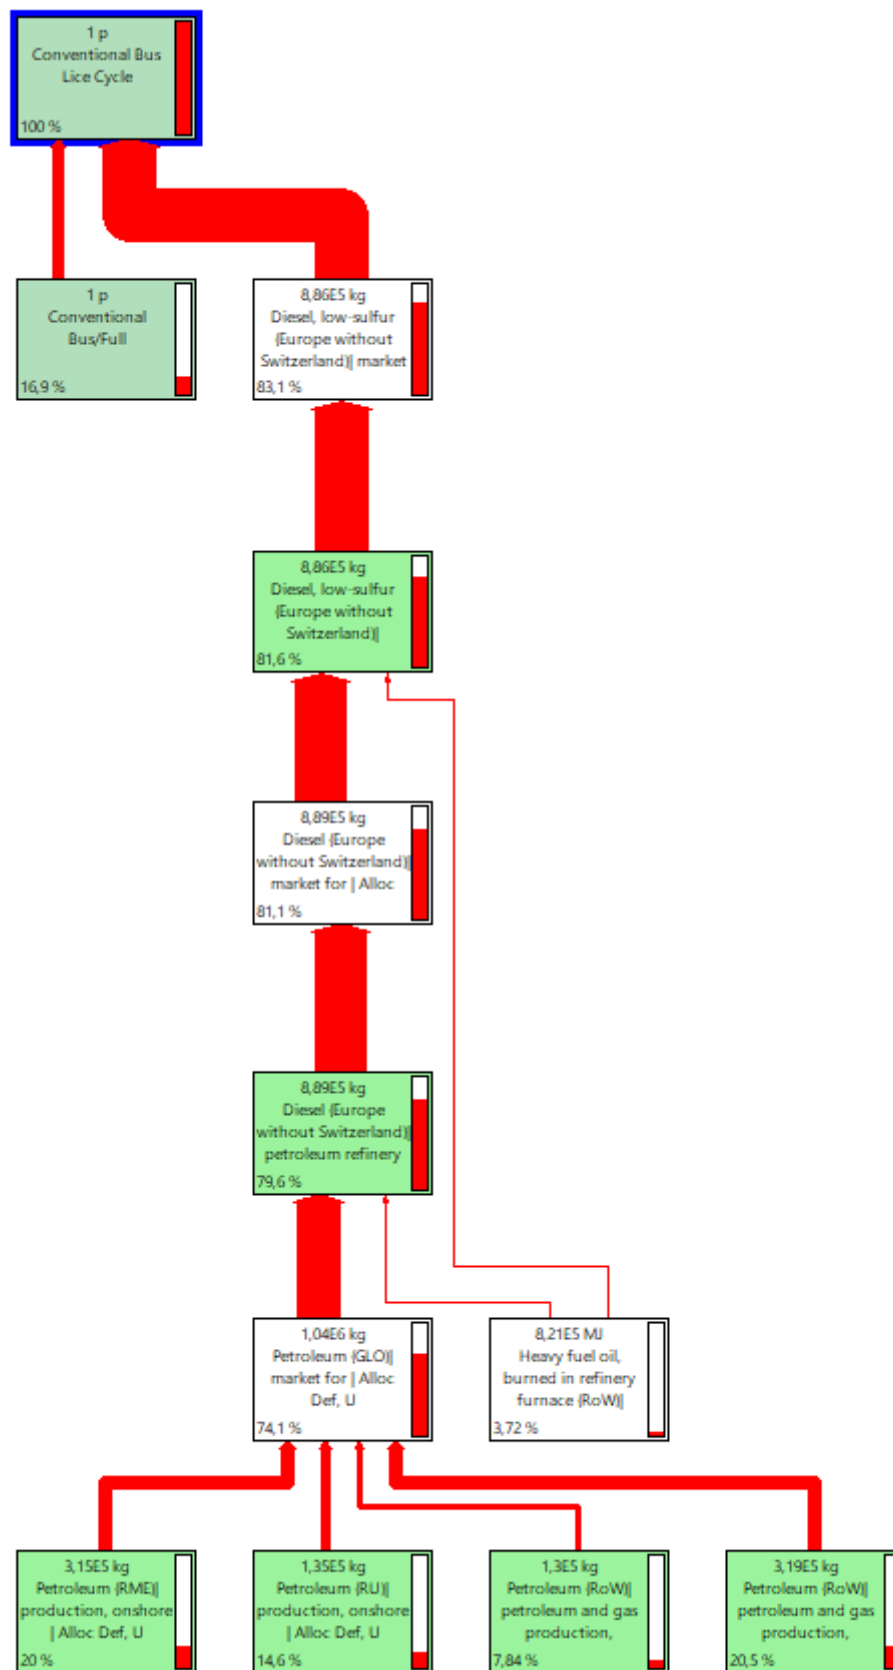 1 p
Conventional Bus
Lice Cycle
100 %
1 p
Conventional
Bus/Full
16,9 %
8,86E5 kg
Diesel, low-sulfur
{Europe without
Switzerland}| market
83,1 %
8,86E5 kg
Diesel, low-sulfur
{Europe without
Switzerland}|
81,6 %
8,89E5 kg
Diesel {Europe
without Switzerland}|
market for | Alloc
81,1 %
8,89E5 kg
Diesel {Europe
without Switzerland}|
petroleum refinery
79,6 %
1,04E6 kg
Petroleum {GLO}|
market for | Alloc
Def, U
74,1 %
8,21E5 MJ
Heavy fuel oil,
burned in refinery
furnace {RoW}|
3,72 %
3,15E5 kg
Petroleum {RME}|
production, onshore
| Alloc Def, U
20 %
1,35E5 kg
Petroleum {RU}|
production, onshore
| Alloc Def, U
14,6 %
1,3E5 kg
Petroleum {RoW}|
petroleum and gas
production,
7,84 %
3,19E5 kg
Petroleum {RoW}|
petroleum and gas
production,
20,5 %